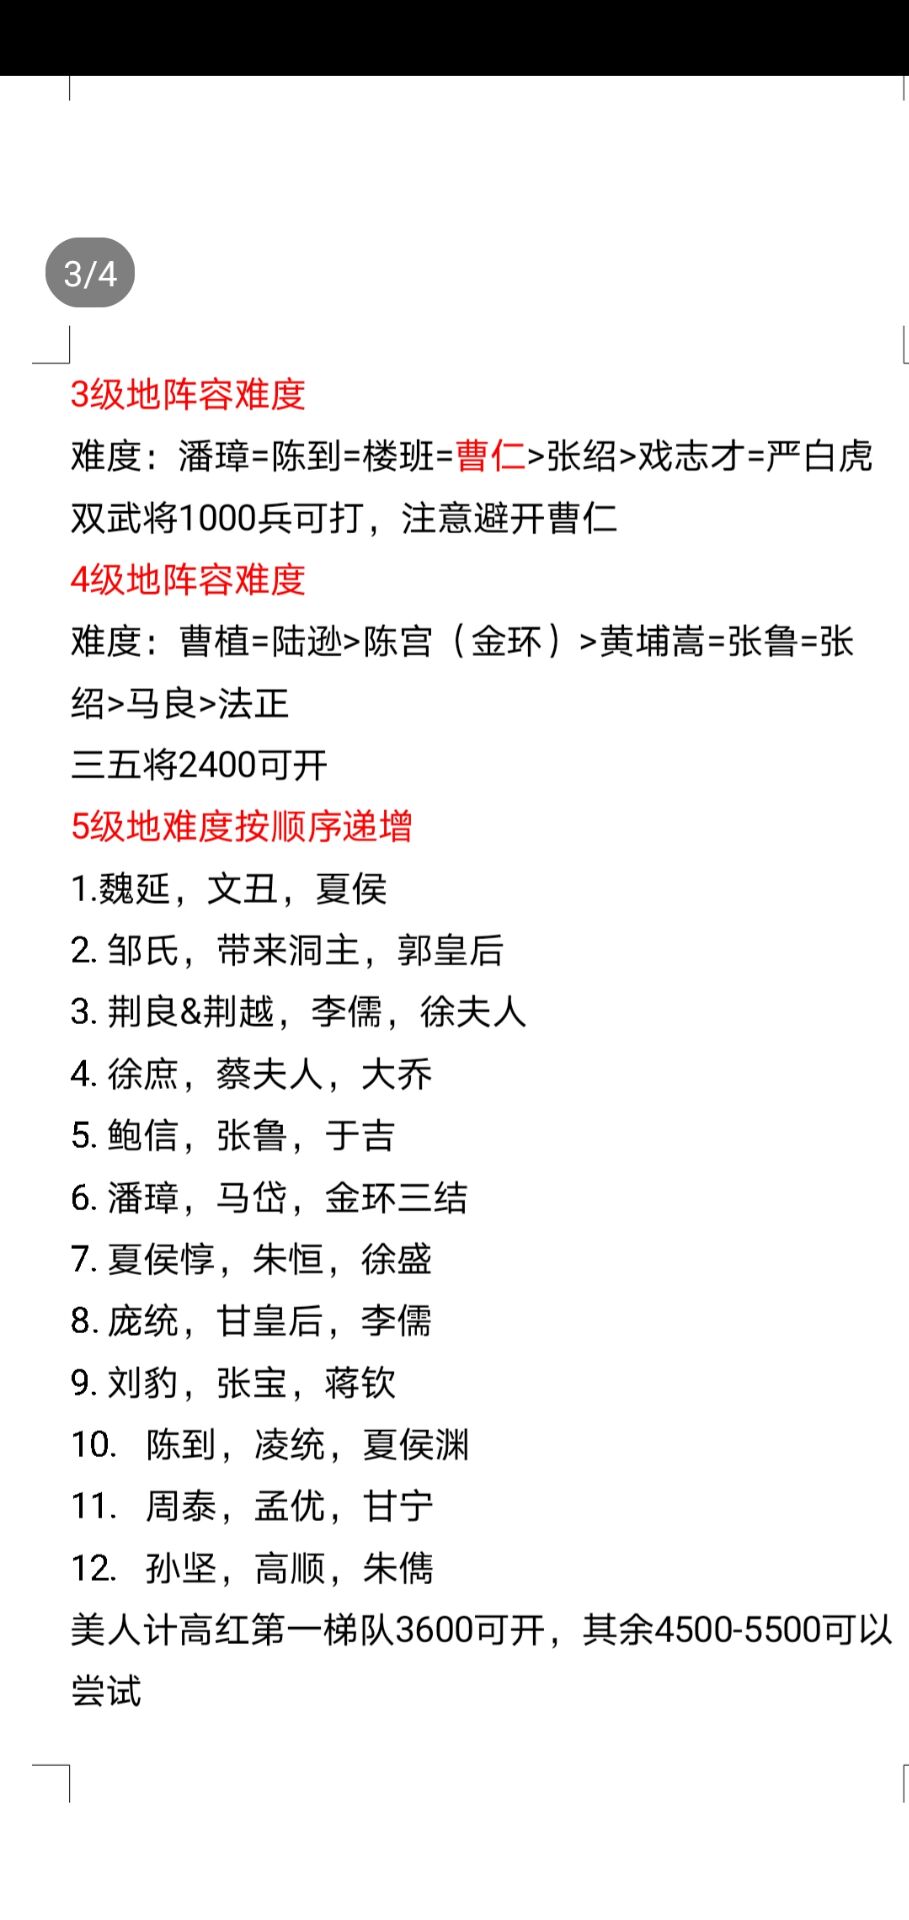 3/4
3级地阵容难度
难度：潘璋=陈到=楼班=曹仁>张绍>戏志才=严白虎
双武将1000兵可打，注意避开曹仁
4级地阵容难度
难度：曹植=陆逊>陈宫（金环）>黄埔嵩=张鲁=张
绍>马良>法正
三五将2400可开
5级地难度按顺序递增
1.魏延，文丑，夏侯
2. 邹氏，带来洞主，郭皇后
3. 荆良&荆越，李儒，徐夫人
4. 徐庶，蔡夫人，大乔
5. 鲍信，张鲁，于吉
6. 潘璋，马岱，金环三结
7. 夏侯惇，朱恒，徐盛
8. 庞统，甘皇后，李儒
9. 刘豹，张宝，蒋钦
10. 陈到，凌统，夏侯渊
11. 周泰，孟优，甘宁
12. 孙坚，高顺，朱儁
美人计高红第一梯队3600可开，其余4500-5500可以
尝试